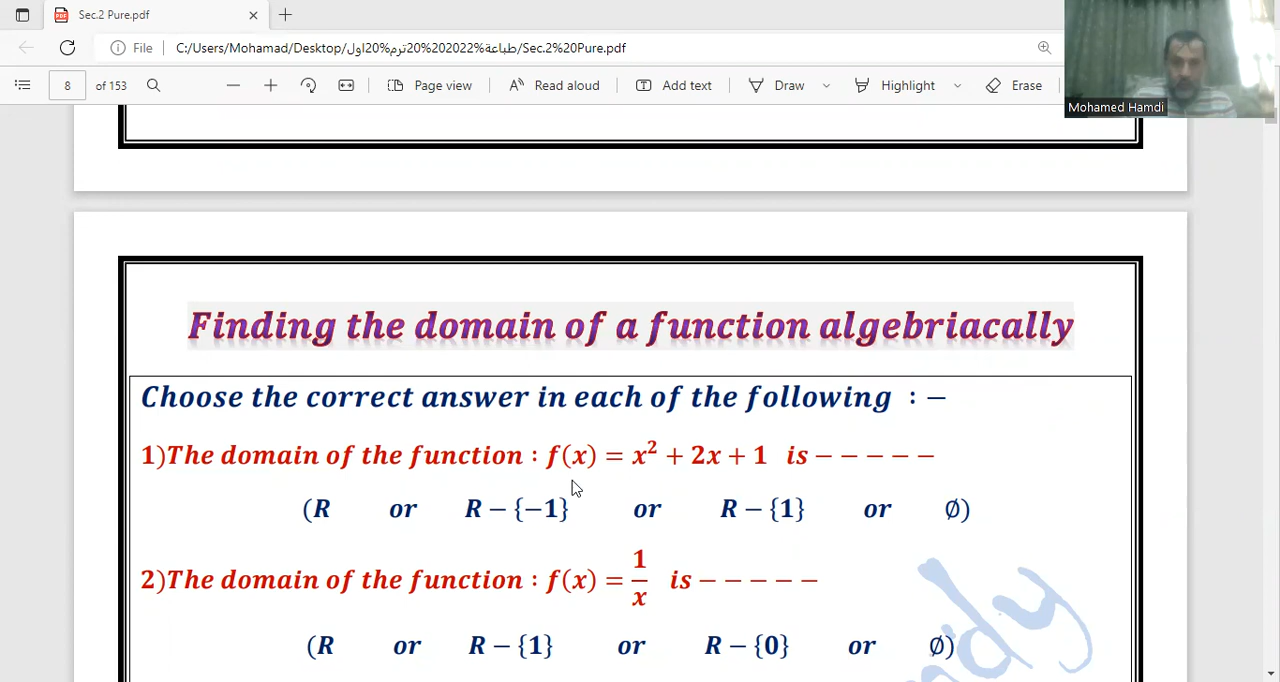 Sec.2 Pure.pdf
File C:/Users/Mohamad/Desktop/طباعة%202022%20ترم%20اول/Sec.2%20Pure.pdf
8 of 153 Page view Read aloud Add text Draw Highlight Erase
Mohamed Hamdi
Finding the domain of a function algebriacally
Choose the correct answer in each of the following : −
1)The domain of the function : f(x) = x² + 2x + 1 is − − − − −
(R or R − {−1} or R − {1} or ∅)
2)The domain of the function : f(x) = 1/x is − − − − −
(R or R − {1} or R − {0} or ∅)